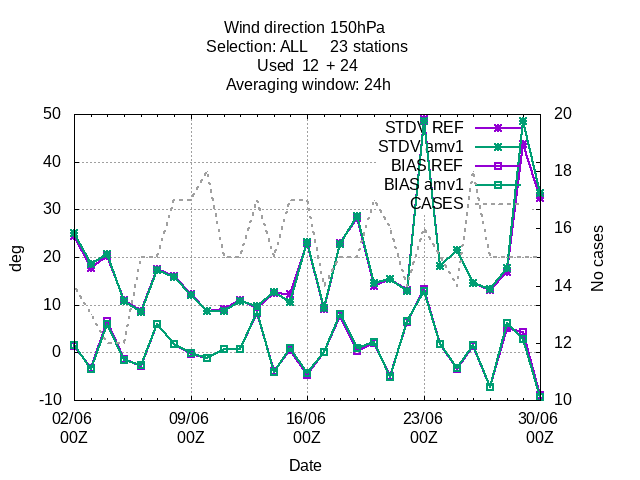 Wind direction 150hPa
Selection: ALL 23 stations
Used 12 + 24
Averaging window: 24h
50
40
30
20
10
0
-10
20
18
16
14
12
10
deg
No cases
STDV REF
STDV amv1
BIAS REF
BIAS amv1
CASES
02/06 09/06 16/06 23/06 30/06
00Z 00Z 00Z 00Z 00Z
Date